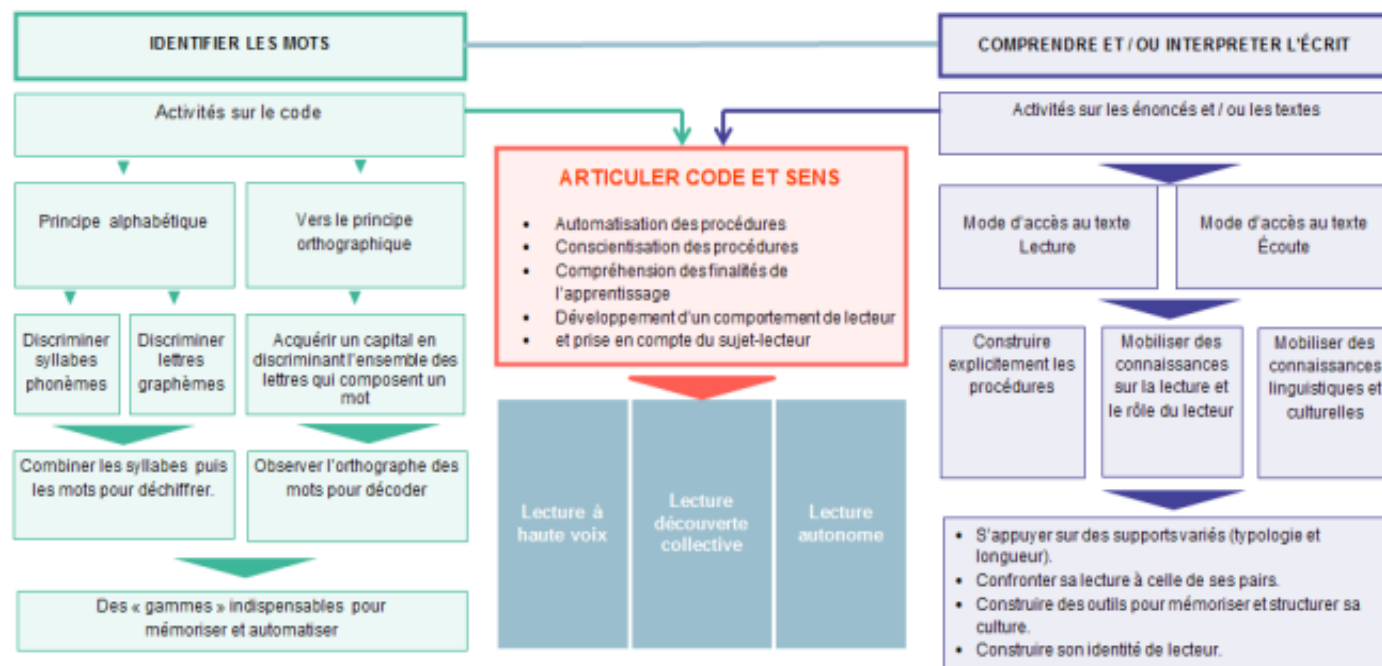 IDENTIFIER LES MOTS
Activités sur le code
Principe alphabétique
Vers le principe
orthographique
Discriminer
syllabes
phonèmes
Discriminer
lettres
graphèmes
Acquérir un capital en
discriminant l'ensemble des
lettres qui composent un
mot
Combiner les syllabes puis
les mots pour déchiffrer.
Observer l'orthographe des
mots pour décoder
Des « gammes » indispensables pour
mémoriser et automatiser
ARTICULER CODE ET SENS
• Automatisation des procédures
• Conscientisation des procédures
• Compréhension des finalités de
l'apprentissage
• Développement d'un comportement de lecteur
• et prise en compte du sujet-lecteur
Lecture à
haute voix
Lecture
découverte
collective
Lecture
autonome
COMPRENDRE ET / OU INTERPRETER L'ÉCRIT
Activités sur les énoncés et / ou les textes
Mode d'accès au texte
Lecture
Mode d'accès au texte
Écoute
Construire
explicitement les
procédures
Mobiliser des
connaissances
sur la lecture et
le rôle du lecteur
Mobiliser des
connaissances
linguistiques et
culturelles
• S'appuyer sur des supports variés (typologie et
longueur).
• Confronter sa lecture à celle de ses pairs.
• Construire des outils pour mémoriser et structurer sa
culture.
• Construire son identité de lecteur.